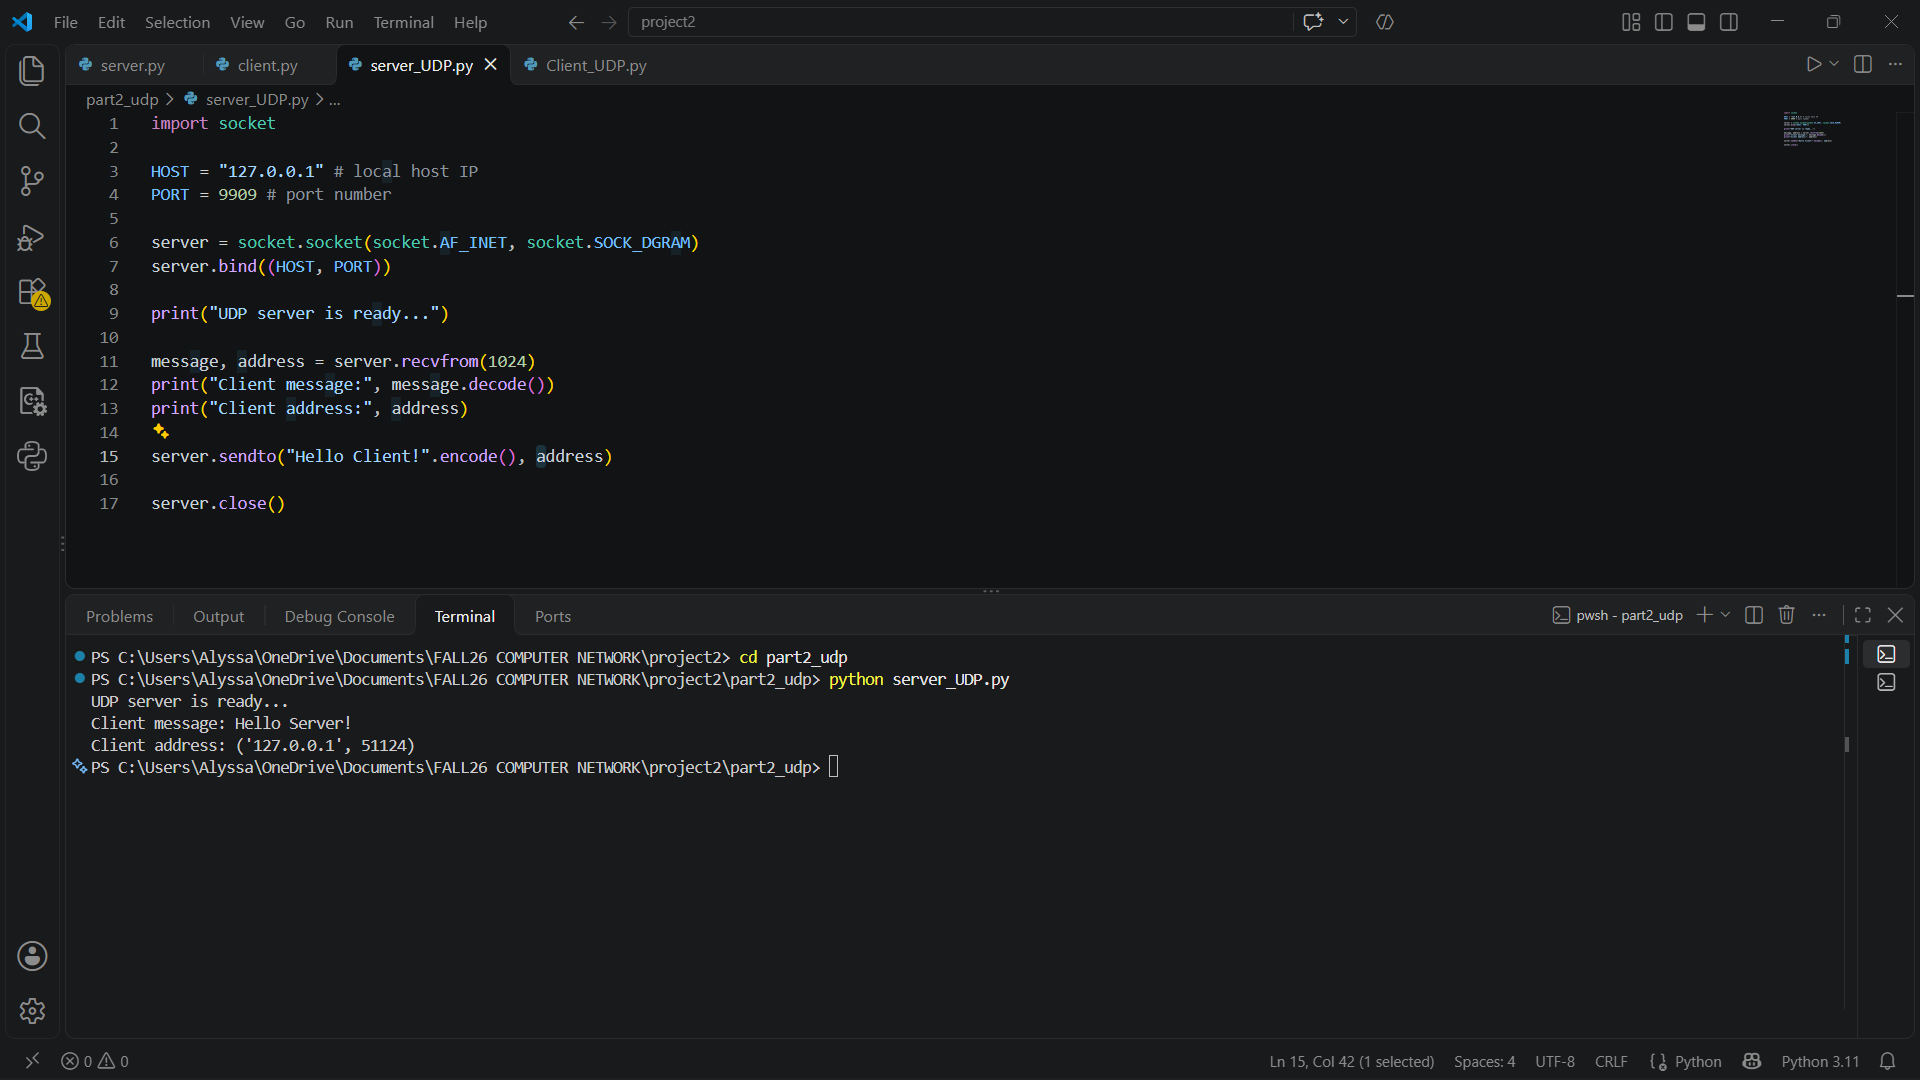 File Edit Selection View Go Run Terminal Help project2
server.py client.py server_UDP.py Client_UDP.py
part2_udp > server_UDP.py > ...
1 import socket
2
3 HOST = "127.0.0.1" # local host IP
4 PORT = 9909 # port number
5
6 server = socket.socket(socket.AF_INET, socket.SOCK_DGRAM)
7 server.bind((HOST, PORT))
8
9 print("UDP server is ready...")
10
11 message, address = server.recvfrom(1024)
12 print("Client message:", message.decode())
13 print("Client address:", address)
14
15 server.sendto("Hello Client!".encode(), address)
16
17 server.close()
Problems Output Debug Console Terminal Ports pwsh - part2_udp
PS C:\Users\Alyssa\OneDrive\Documents\FALL26 COMPUTER NETWORK\project2> cd part2_udp
PS C:\Users\Alyssa\OneDrive\Documents\FALL26 COMPUTER NETWORK\project2\part2_udp> python server_UDP.py
UDP server is ready...
Client message: Hello Server!
Client address: ('127.0.0.1', 51124)
PS C:\Users\Alyssa\OneDrive\Documents\FALL26 COMPUTER NETWORK\project2\part2_udp>
0 0 Ln 15, Col 42 (1 selected) Spaces: 4 UTF-8 CRLF Python Python 3.11